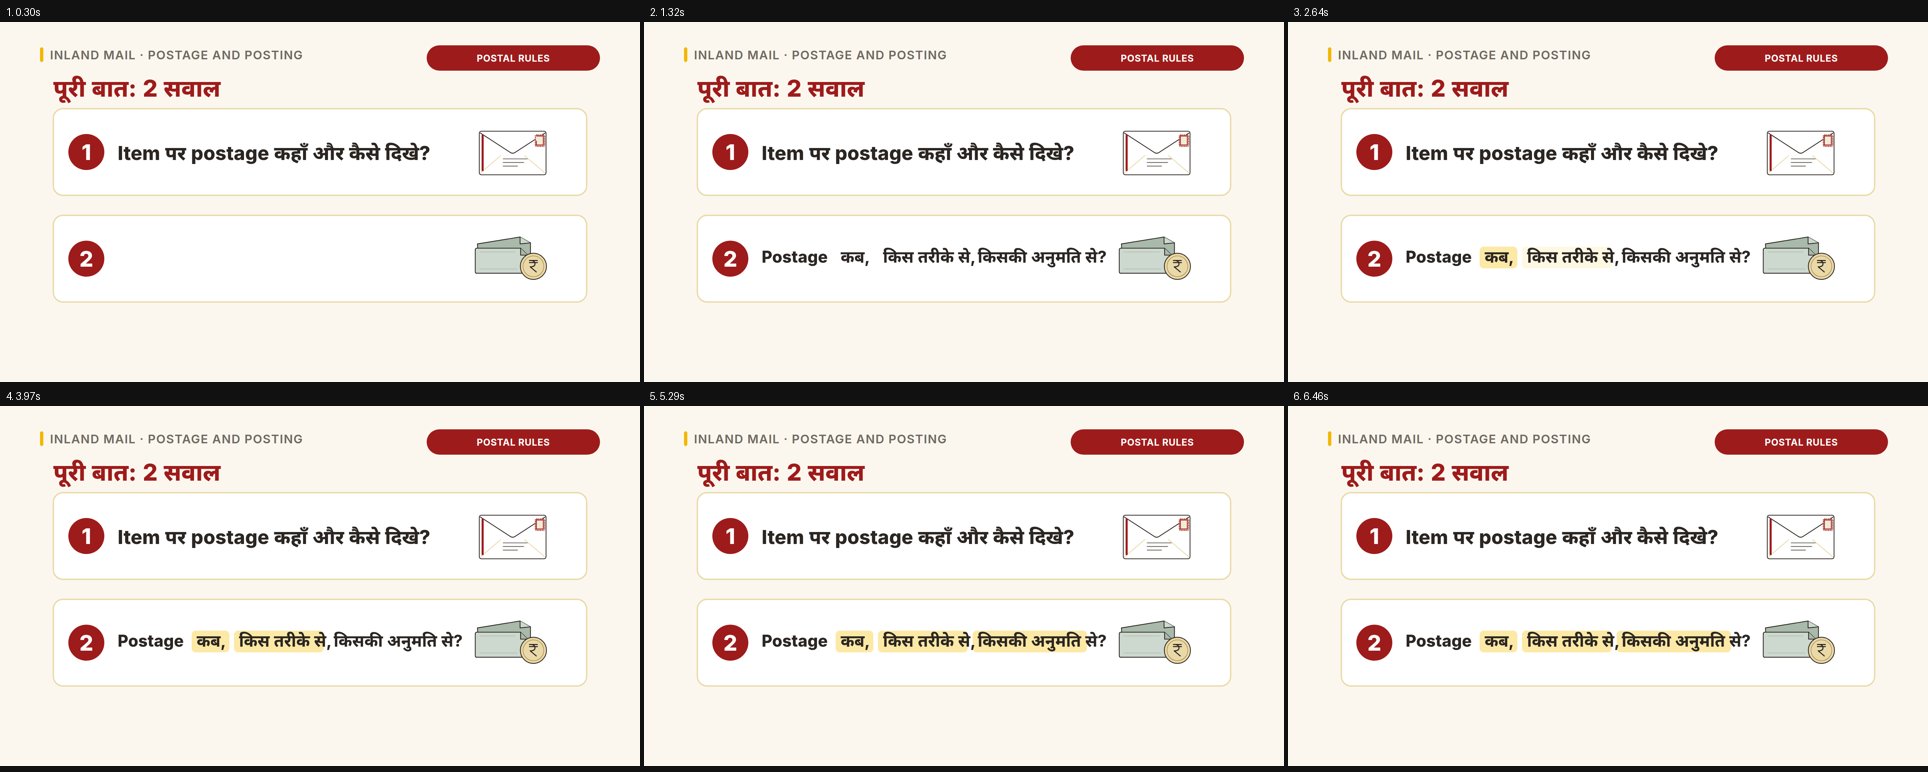 1. 0.30s
INLAND MAIL · POSTAGE AND POSTING
POSTAL RULES
पूरी बात: 2 सवाल
1 Item पर postage कहाँ और कैसे दिखे?
2
₹
2. 1.32s
INLAND MAIL · POSTAGE AND POSTING
POSTAL RULES
पूरी बात: 2 सवाल
1 Item पर postage कहाँ और कैसे दिखे?
2 Postage कब, किस तरीके से, किसकी अनुमति से?
₹
3. 2.64s
INLAND MAIL · POSTAGE AND POSTING
POSTAL RULES
पूरी बात: 2 सवाल
1 Item पर postage कहाँ और कैसे दिखे?
2 Postage कब, किस तरीके से, किसकी अनुमति से?
₹
4. 3.97s
INLAND MAIL · POSTAGE AND POSTING
POSTAL RULES
पूरी बात: 2 सवाल
1 Item पर postage कहाँ और कैसे दिखे?
2 Postage कब, किस तरीके से, किसकी अनुमति से?
₹
5. 5.29s
INLAND MAIL · POSTAGE AND POSTING
POSTAL RULES
पूरी बात: 2 सवाल
1 Item पर postage कहाँ और कैसे दिखे?
2 Postage कब, किस तरीके से, किसकी अनुमति से?
₹
6. 6.46s
INLAND MAIL · POSTAGE AND POSTING
POSTAL RULES
पूरी बात: 2 सवाल
1 Item पर postage कहाँ और कैसे दिखे?
2 Postage कब, किस तरीके से, किसकी अनुमति से?
₹